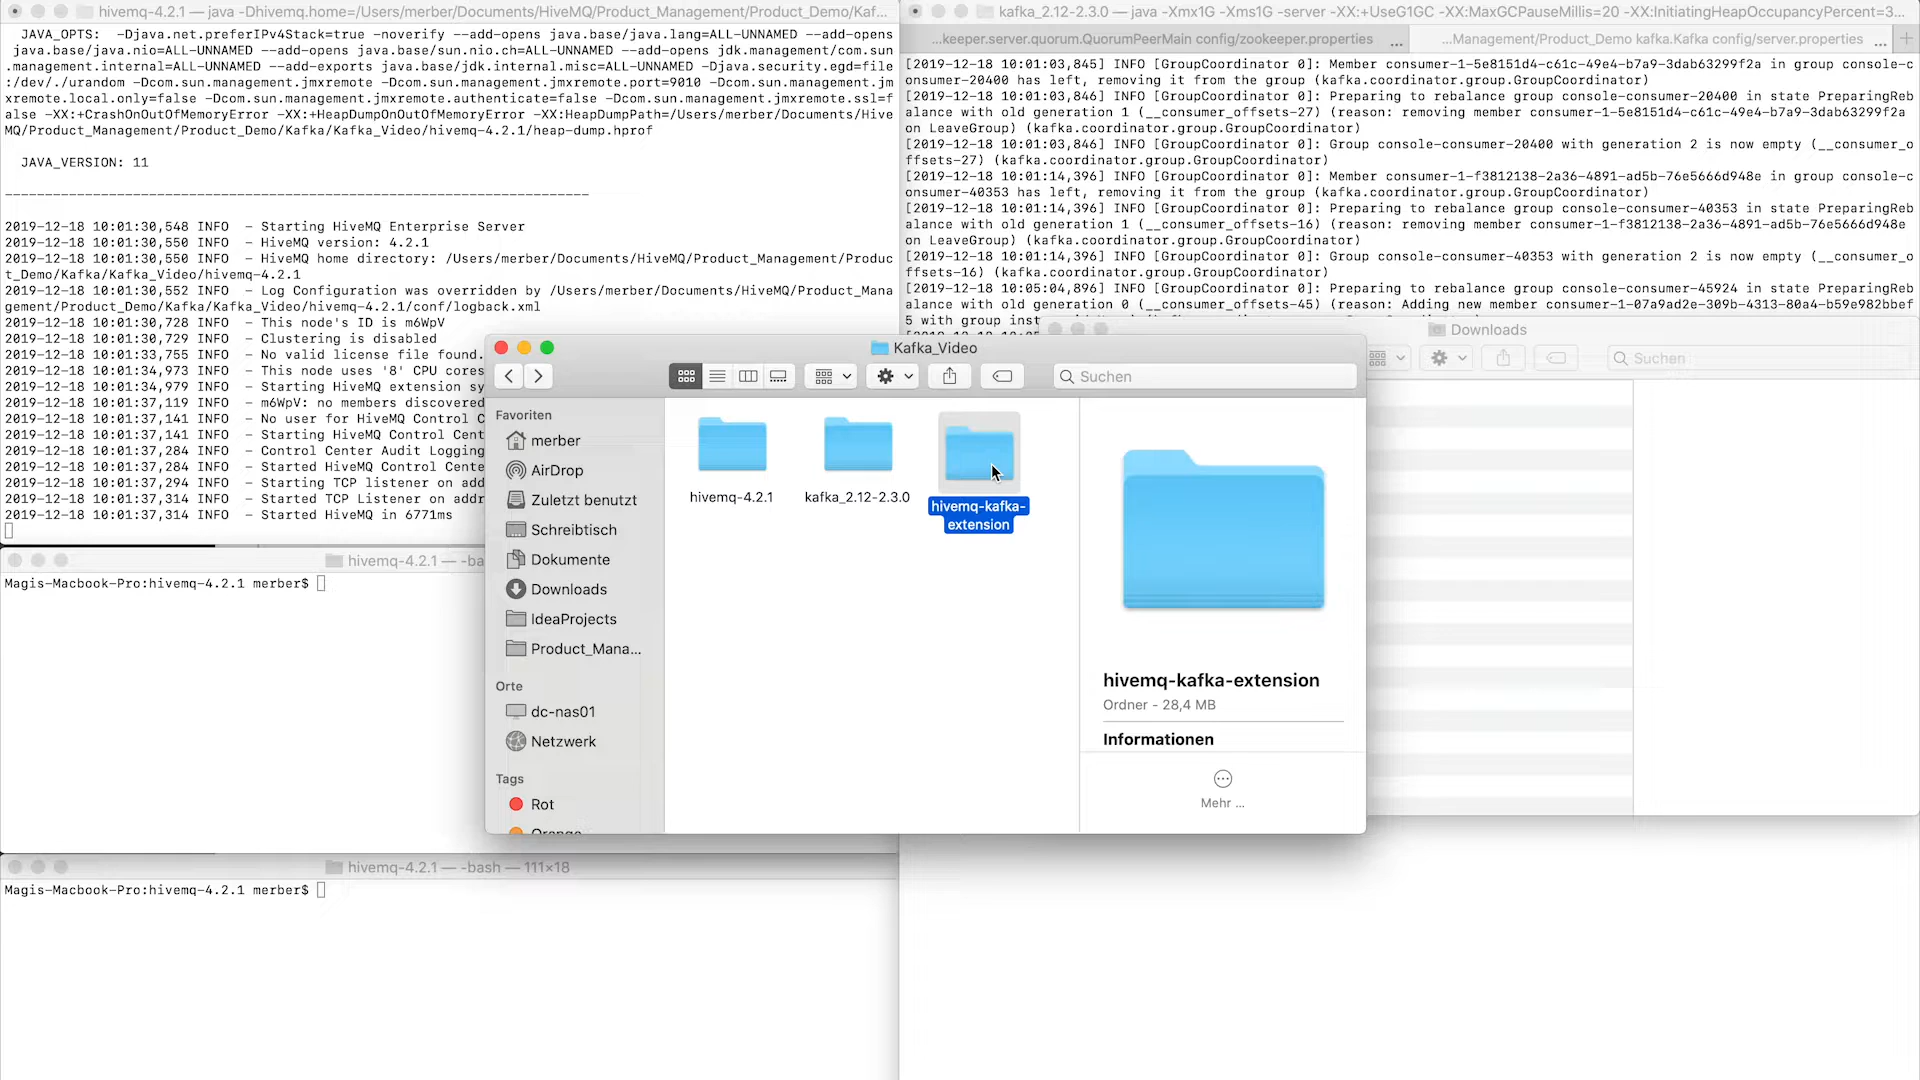 hivemq-4.2.1 — java -Dhivemq.home=/Users/merber/Documents/HiveMQ/Product_Management/Product_Demo/Kaf...
JAVA_OPTS:  -Djava.net.preferIPv4Stack=true -noverify --add-opens java.base/java.lang=ALL-UNNAMED --add-opens
java.base/java.nio=ALL-UNNAMED --add-opens java.base/sun.nio.ch=ALL-UNNAMED --add-opens jdk.management/com.sun
.management.internal=ALL-UNNAMED --add-exports java.base/jdk.internal.misc=ALL-UNNAMED -Djava.security.egd=file
:/dev/./urandom -Dcom.sun.management.jmxremote -Dcom.sun.management.jmxremote.port=9010 -Dcom.sun.management.jm
xremote.local.only=false -Dcom.sun.management.jmxremote.authenticate=false -Dcom.sun.management.jmxremote.ssl=f
alse -XX:+CrashOnOutOfMemoryError -XX:+HeapDumpOnOutOfMemoryError -XX:HeapDumpPath=/Users/merber/Documents/Hive
MQ/Product_Management/Product_Demo/Kafka/Kafka_Video/hivemq-4.2.1/heap-dump.hprof
JAVA_VERSION: 11
-------------------------------------------------------------------------
2019-12-18 10:01:30,548 INFO  - Starting HiveMQ Enterprise Server
2019-12-18 10:01:30,550 INFO  - HiveMQ version: 4.2.1
2019-12-18 10:01:30,550 INFO  - HiveMQ home directory: /Users/merber/Documents/HiveMQ/Product_Management/Produc
t_Demo/Kafka/Kafka_Video/hivemq-4.2.1
2019-12-18 10:01:30,552 INFO  - Log Configuration was overridden by /Users/merber/Documents/HiveMQ/Product_Mana
gement/Product_Demo/Kafka/Kafka_Video/hivemq-4.2.1/conf/logback.xml
2019-12-18 10:01:30,728 INFO  - This node's ID is m6WpV
2019-12-18 10:01:30,729 INFO  - Clustering is disabled
2019-12-18 10:01:33,755 INFO  - No valid license file found.
2019-12-18 10:01:34,973 INFO  - This node uses '8' CPU cores
2019-12-18 10:01:34,979 INFO  - Starting HiveMQ extension sy
2019-12-18 10:01:37,119 INFO  - m6WpV: no members discovered
2019-12-18 10:01:37,141 INFO  - No user for HiveMQ Control C
2019-12-18 10:01:37,141 INFO  - Starting HiveMQ Control Cent
2019-12-18 10:01:37,284 INFO  - Control Center Audit Logging
2019-12-18 10:01:37,284 INFO  - Started HiveMQ Control Cente
2019-12-18 10:01:37,294 INFO  - Starting TCP listener on add
2019-12-18 10:01:37,314 INFO  - Started TCP Listener on addr
2019-12-18 10:01:37,314 INFO  - Started HiveMQ in 6771ms
kafka_2.12-2.3.0 — java -Xmx1G -Xms1G -server -XX:+UseG1GC -XX:MaxGCPauseMillis=20 -XX:InitiatingHeapOccupancyPercent=3...
...keeper.server.quorum.QuorumPeerMain config/zookeeper.properties ...
...Management/Product_Demo kafka.Kafka config/server.properties ...
[2019-12-18 10:01:03,845] INFO [GroupCoordinator 0]: Member consumer-1-5e8151d4-c61c-49e4-b7a9-3dab63299f2a in group console-c
onsumer-20400 has left, removing it from the group (kafka.coordinator.group.GroupCoordinator)
[2019-12-18 10:01:03,846] INFO [GroupCoordinator 0]: Preparing to rebalance group console-consumer-20400 in state PreparingReb
alance with old generation 1 (__consumer_offsets-27) (reason: removing member consumer-1-5e8151d4-c61c-49e4-b7a9-3dab63299f2a
on LeaveGroup) (kafka.coordinator.group.GroupCoordinator)
[2019-12-18 10:01:03,846] INFO [GroupCoordinator 0]: Group console-consumer-20400 with generation 2 is now empty (__consumer_o
ffsets-27) (kafka.coordinator.group.GroupCoordinator)
[2019-12-18 10:01:14,396] INFO [GroupCoordinator 0]: Member consumer-1-f3812138-2a36-4891-ad5b-76e5666d948e in group console-c
onsumer-40353 has left, removing it from the group (kafka.coordinator.group.GroupCoordinator)
[2019-12-18 10:01:14,396] INFO [GroupCoordinator 0]: Preparing to rebalance group console-consumer-40353 in state PreparingReb
alance with old generation 1 (__consumer_offsets-16) (reason: removing member consumer-1-f3812138-2a36-4891-ad5b-76e5666d948e
on LeaveGroup) (kafka.coordinator.group.GroupCoordinator)
[2019-12-18 10:01:14,396] INFO [GroupCoordinator 0]: Group console-consumer-40353 with generation 2 is now empty (__consumer_o
ffsets-16) (kafka.coordinator.group.GroupCoordinator)
[2019-12-18 10:05:04,896] INFO [GroupCoordinator 0]: Preparing to rebalance group console-consumer-45924 in state PreparingReb
alance with old generation 0 (__consumer_offsets-45) (reason: Adding new member consumer-1-07a9ad2e-309b-4313-80a4-b59e982bbef
5 with group inst
Downloads
Suchen
Kafka_Video
Suchen
Favoriten
merber
AirDrop
Zuletzt benutzt
Schreibtisch
Dokumente
Downloads
IdeaProjects
Product_Mana...
Orte
dc-nas01
Netzwerk
Tags
Rot
Orange
hivemq-4.2.1
kafka_2.12-2.3.0
hivemq-kafka-
extension
hivemq-kafka-extension
Ordner - 28,4 MB
Informationen
Mehr ...
hivemq-4.2.1 — -ba
Magis-Macbook-Pro:hivemq-4.2.1 merber$
hivemq-4.2.1 — -bash — 111×18
Magis-Macbook-Pro:hivemq-4.2.1 merber$